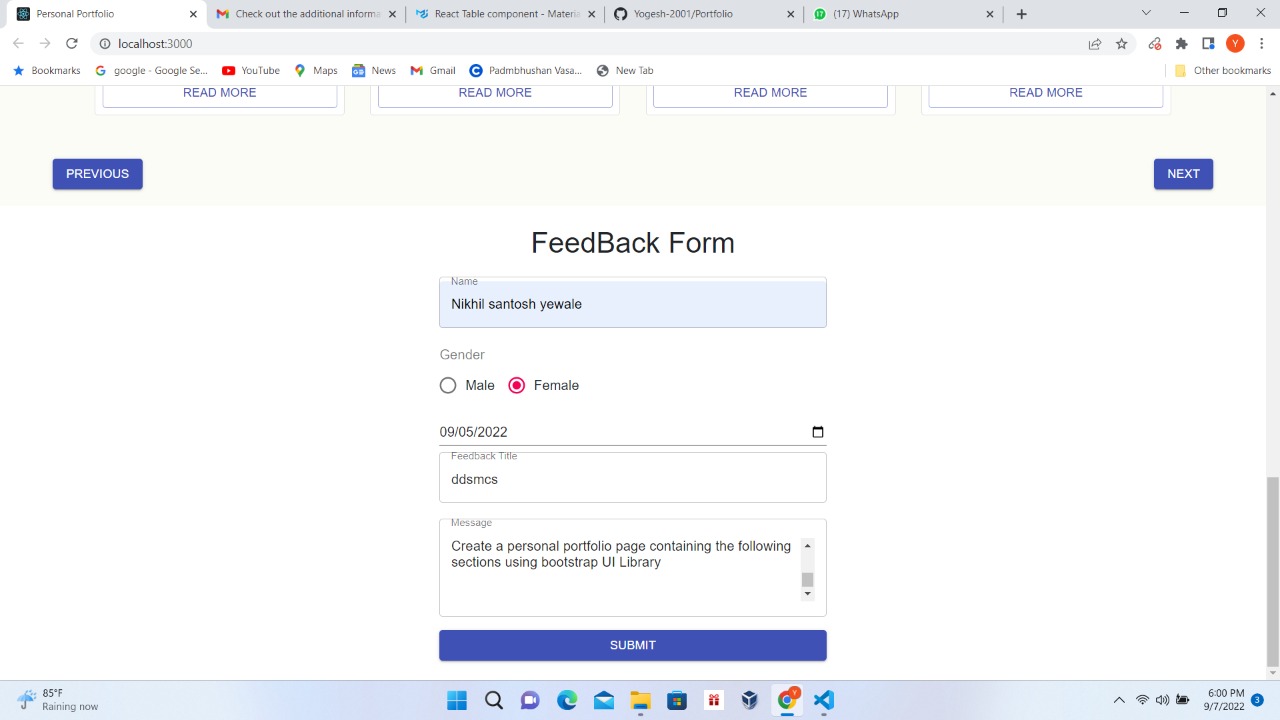 Personal Portfolio
Check out the additional informa
React Table component - Materia
Yogesh-2001/Portfolio
(17) WhatsApp
localhost:3000
Y
Bookmarks
google - Google Se...
YouTube
Maps
News
Gmail
Padmbhushan Vasa...
New Tab
Other bookmarks
READ MORE
READ MORE
READ MORE
READ MORE
PREVIOUS
NEXT
FeedBack Form
Name
Nikhil santosh yewale
Gender
Male
Female
09/05/2022
Feedback Title
ddsmcs
Message
Create a personal portfolio page containing the following
sections using bootstrap UI Library
SUBMIT
85°F
Raining now
6:00 PM
9/7/2022
3